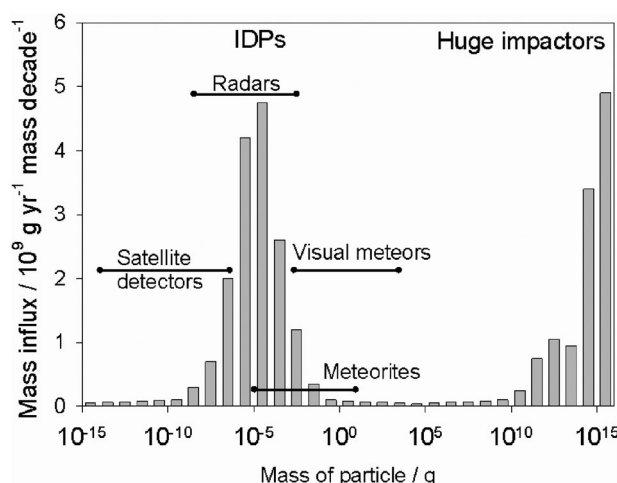 IDPs
Huge impactors
Radars
Satellite
detectors
Visual meteors
Meteorites
Mass influx / 10⁹ g yr⁻¹ mass decade⁻¹
6
5
4
3
2
1
0
10⁻¹⁵ 10⁻¹⁰ 10⁻⁵ 10⁰ 10⁵ 10¹⁰ 10¹⁵
Mass of particle / g